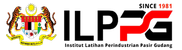 SINCE 1981
ILPPG
Institut Latihan Perindustrian Pasir Gudang